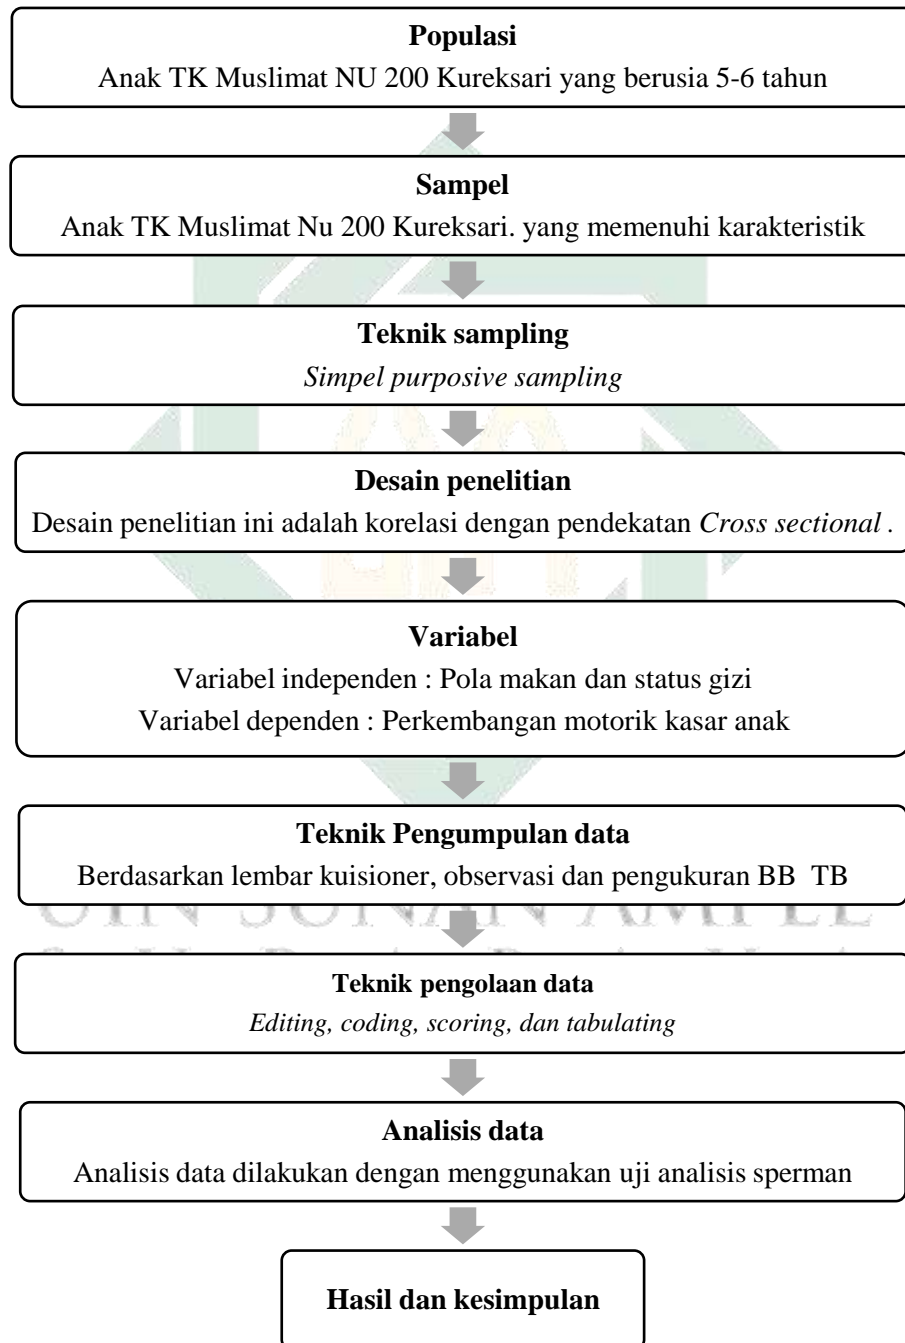 Populasi
Anak TK Muslimat NU 200 Kureksari yang berusia 5-6 tahun
Sampel
Anak TK Muslimat Nu 200 Kureksari. yang memenuhi karakteristik
Teknik sampling
Simpel purposive sampling
Desain penelitian
Desain penelitian ini adalah korelasi dengan pendekatan Cross sectional .
Variabel
Variabel independen : Pola makan dan status gizi
Variabel dependen : Perkembangan motorik kasar anak
Teknik Pengumpulan data
Berdasarkan lembar kuisioner, observasi dan pengukuran BB TB
UIN SUNAN AMPEL
S U R A B A Y A
Teknik pengolaan data
Editing, coding, scoring, dan tabulating
Analisis data
Analisis data dilakukan dengan menggunakan uji analisis sperman
Hasil dan kesimpulan